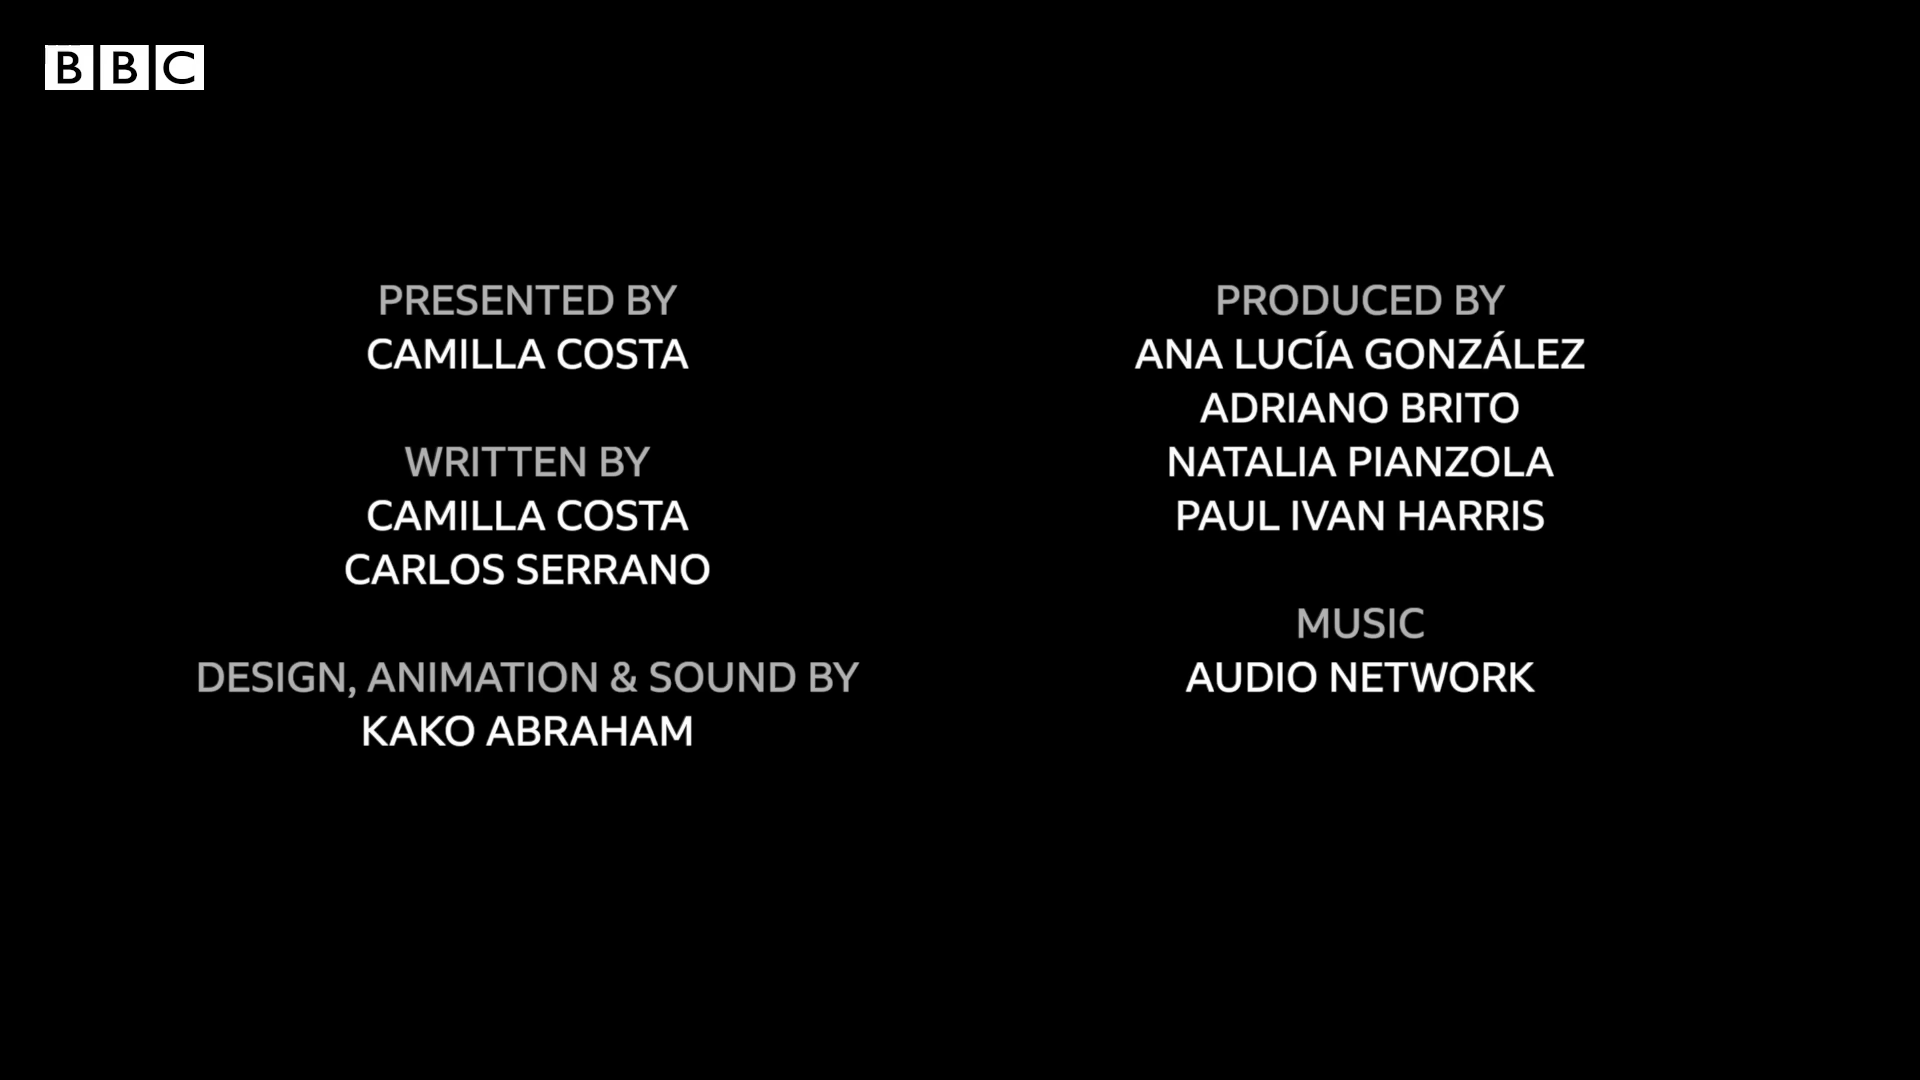 BBC
PRESENTED BY
CAMILLA COSTA
WRITTEN BY
CAMILLA COSTA
CARLOS SERRANO
DESIGN, ANIMATION & SOUND BY
KAKO ABRAHAM
PRODUCED BY
ANA LUCÍA GONZÁLEZ
ADRIANO BRITO
NATALIA PIANZOLA
PAUL IVAN HARRIS
MUSIC
AUDIO NETWORK